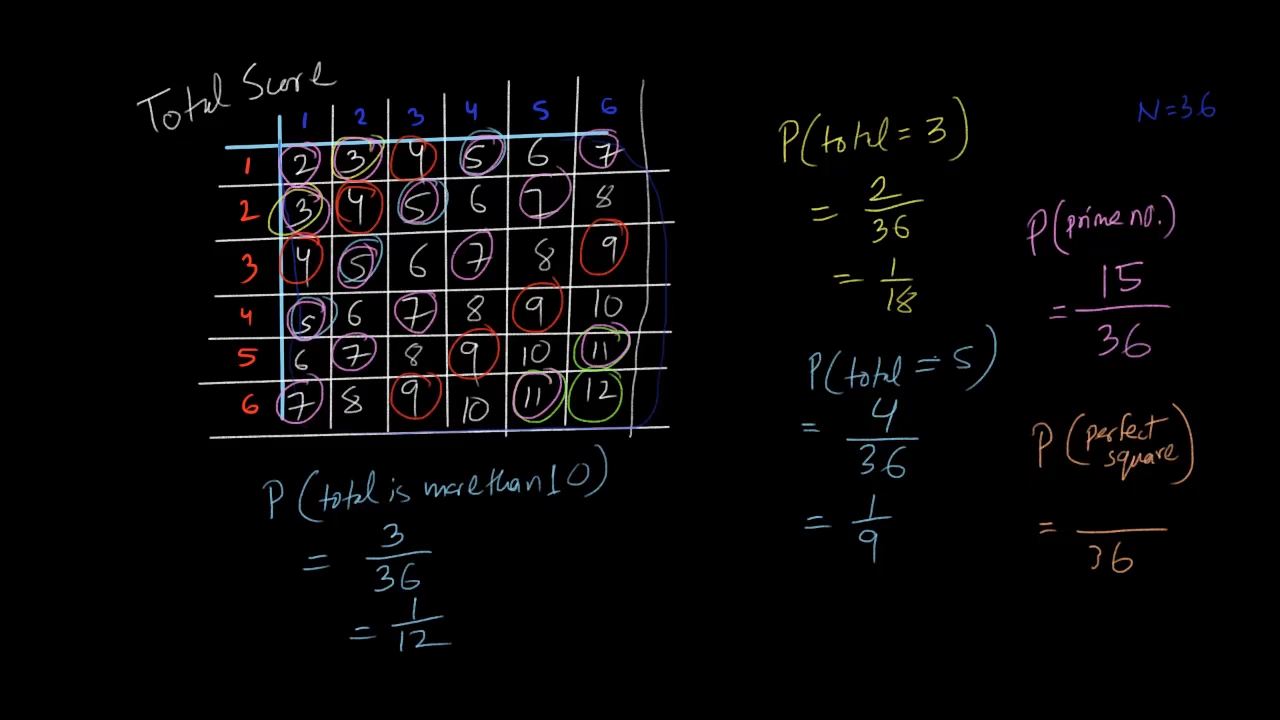 Total Score
1 2 3 4 5 6
1 2 3 4 5 6 7
2 3 4 5 6 7 8
3 4 5 6 7 8 9
4 5 6 7 8 9 10
5 6 7 8 9 10 11
6 7 8 9 10 11 12
P(total is more than 10)
= 3/36
= 1/12
P(total = 3)
= 2/36
= 1/18
P(total = 5)
= 4/36
= 1/9
N=36
P(prime no.)
= 15/36
P(perfect
square)
= /36